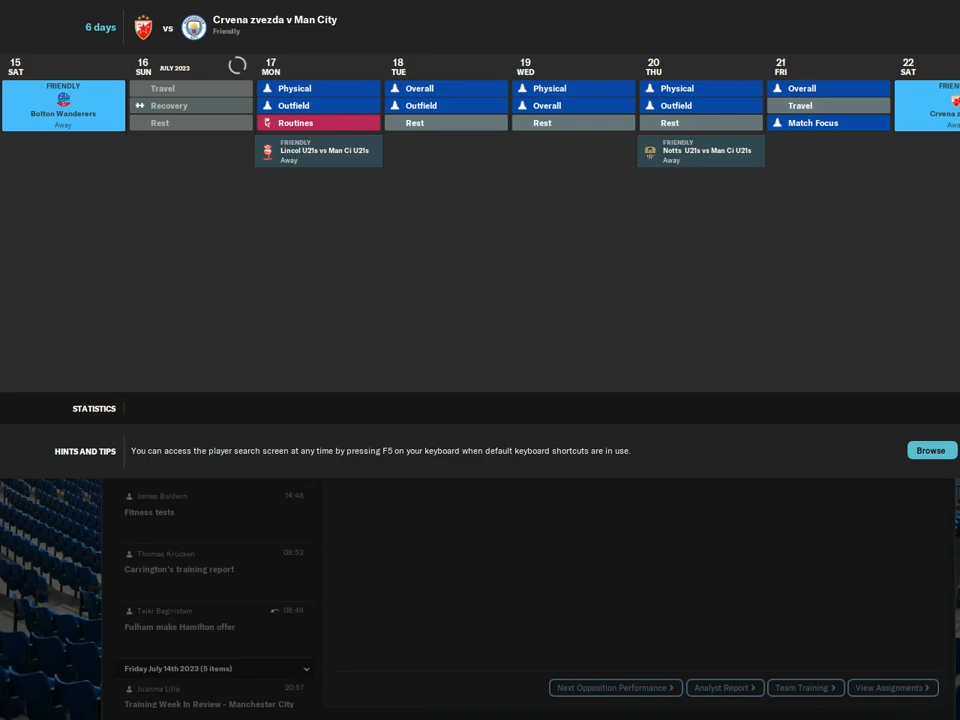 6 days
vs
Crvena zvezda v Man City
Friendly
15
SAT
16
SUN JULY 2023
17
MON
18
TUE
19
WED
20
THU
21
FRI
22
SAT
FRIENDLY
Bolton Wanderers
Away
Travel
Recovery
Rest
Physical
Outfield
Routines
Overall
Outfield
Rest
Physical
Overall
Rest
Physical
Outfield
Rest
Overall
Travel
Match Focus
FRIEN
Crvena z
Awa
FRIENDLY
Lincol U21s vs Man Ci U21s
Away
FRIENDLY
Notts U21s vs Man Ci U21s
Away
STATISTICS
HINTS AND TIPS
You can access the player search screen at any time by pressing F5 on your keyboard when default keyboard shortcuts are in use.
Browse
James Baldwin 14:48
Fitness tests
Thomas Krücken 08:53
Carrington's training report
Txiki Begiristain 08:48
Fulham make Hamilton offer
Friday July 14th 2023 (5 items)
Juanma Lillo 20:57
Training Week In Review - Manchester City
Next Opposition Performance >
Analyst Report >
Team Training >
View Assignments >